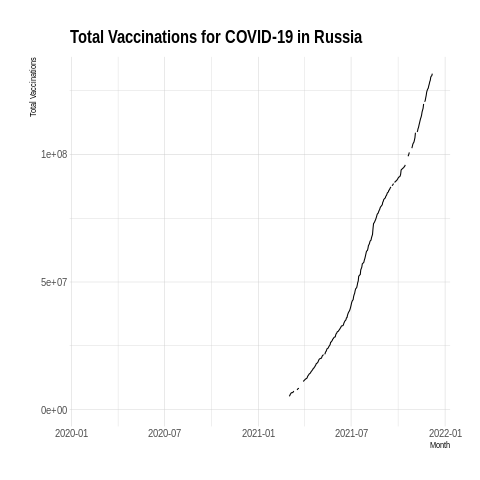 Total Vaccinations for COVID-19 in Russia
Total Vaccinations
1e+08
5e+07
0e+00
2020-01 2020-07 2021-01 2021-07 2022-01
Month